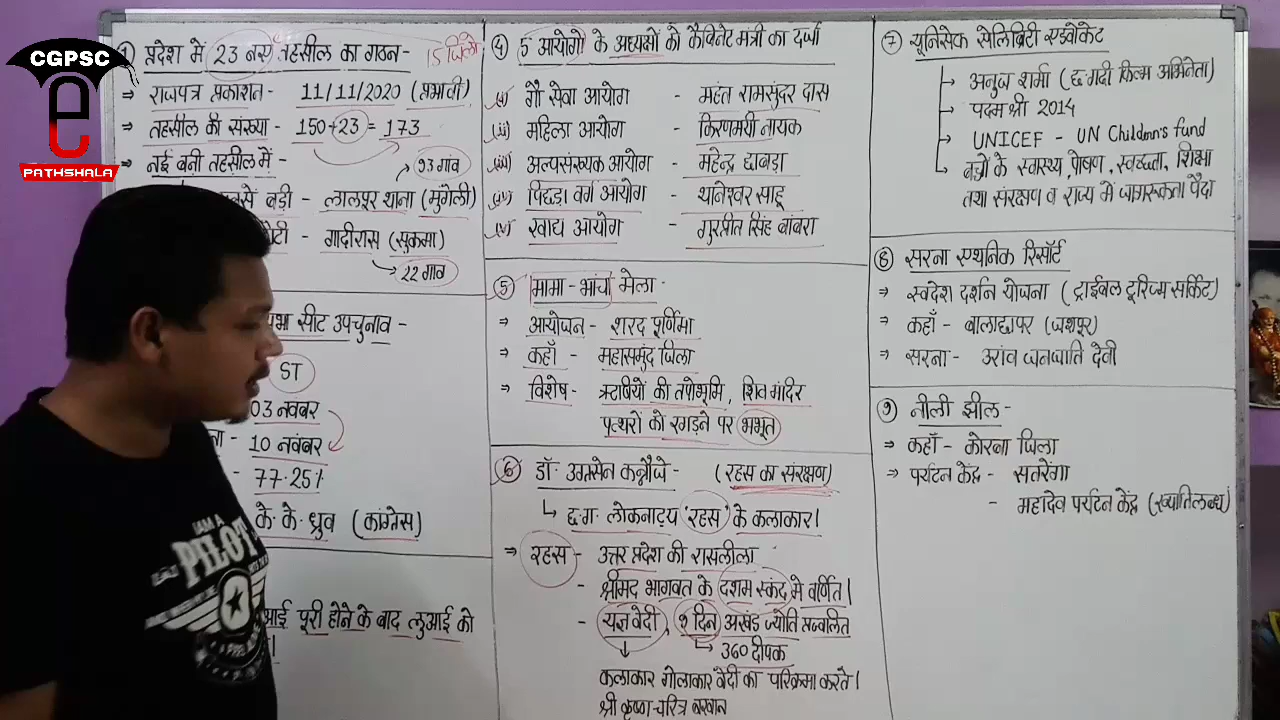 CGPSC
e
PATHSHALA
① प्रदेश में 23 नए तहसील का गठन - 15 जिले
⇒ राजपत्र प्रकाशन - 11/11/2020 (प्रभावी)
⇒ तहसील की संख्या - 150+23 = 173
⇒ नई बनी तहसील में -
93 गांव
बड़ी - लालपुर थाना (मुंगेली)
गादीरास (सुकमा)
22 गांव
सीट उपचुनाव -
ST
03 नवंबर
10 नवंबर
- 77.25%
के. के. ध्रुव (कांग्रेस)
पूरी होने के बाद लुआई को
④ 5 आयोगों के अध्यक्षों को कैबिनेट मंत्री का दर्जा
(i) गौ सेवा आयोग - महंत रामसुंदर दास
(ii) महिला आयोग - किरणमयी नायक
(iii) अल्पसंख्यक आयोग - महेन्द्र छाबड़ा
(iv) पिछड़ा वर्ग आयोग - थानेश्वर साहू
(v) खाद्य आयोग - गुरप्रीत सिंह बांबरा
⑤ मामा - भांचा मेला -
⇒ आयोजन - शरद पूर्णिमा
⇒ कहाँ - महासमुंद जिला
⇒ विशेष - ऋषियों की तपोभूमि, शिव मंदिर
पत्थरों को रगड़ने पर भभूत
⑥ डॉ. उग्रसेन कन्नौजे - (रहस का संरक्षण)
छ.ग. लोकनाट्य 'रहस' के कलाकार।
⇒ रहस - उत्तर प्रदेश की रासलीला
- श्रीमद भागवत के दशम स्कंद मे वर्णित।
- यज्ञ वेदी, 9 दिन अखंड ज्योति प्रज्वलित
360 दीपक
कलाकार गोलाकार वेदी का परिक्रमा करते।
श्री कृष्ण चरित्र बखान
⑦ यूनिसेफ सेलिब्रिटी एडवोकेट
अनुज शर्मा (छ.गढ़ी फिल्म अभिनेता)
पदम श्री 2014
UNICEF - UN Children's fund
बच्चों के स्वास्थ्य, पोषण, स्वच्छता, शिक्षा
तथा संरक्षण व राज्य में जागरूकता पैदा
⑧ सरना एथनिक रिसॉर्ट
⇒ स्वदेश दर्शन योजना (ट्राईबल टूरिज्म सर्किट)
⇒ कहाँ - बालाछापर (जशपुर)
⇒ सरना - उरांव जनजाति देवी
⑨ नीली झील -
⇒ कहाँ - कोरबा जिला
⇒ पर्यटन केंद्र - सतरेंगा
- महादेव पर्यटन केंद्र (ख्यातिलब्ध)
I AM A
PILOT